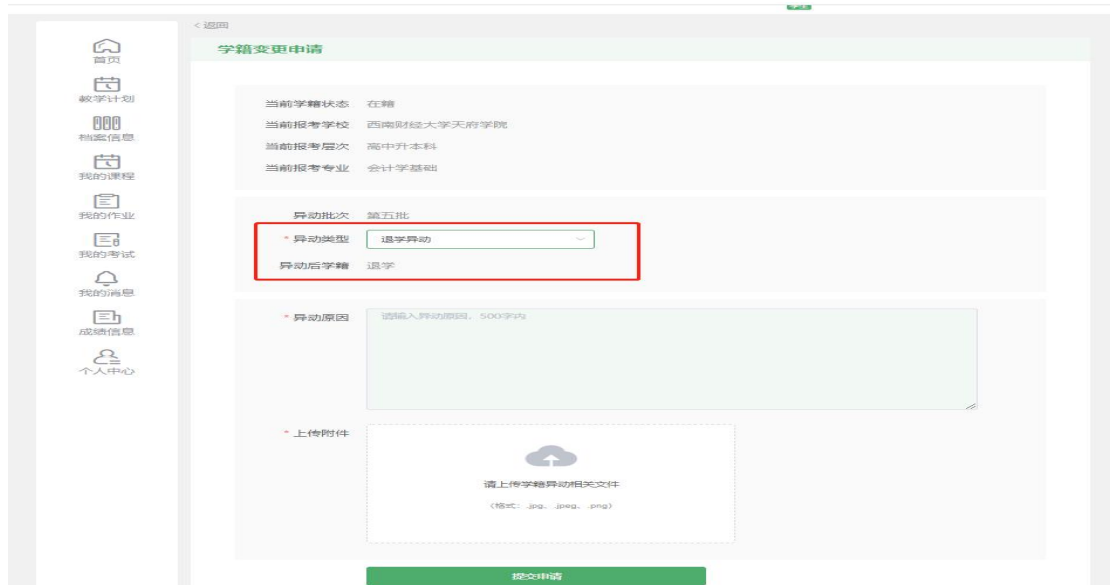 < 返回
学籍变更申请
首页
教学计划
档案信息
我的课程
我的作业
我的考试
我的消息
成绩信息
个人中心
当前学籍状态 在籍
当前报考学校 西南财经大学天府学院
当前报考层次 高中升本科
当前报考专业 会计学基础
异动批次 第五批
* 异动类型 退学异动
异动后学籍 退学
* 异动原因 请输入异动原因，500字内
* 上传附件
请上传学籍异动相关文件
(格式: .jpg, .jpeg, .png)
提交申请